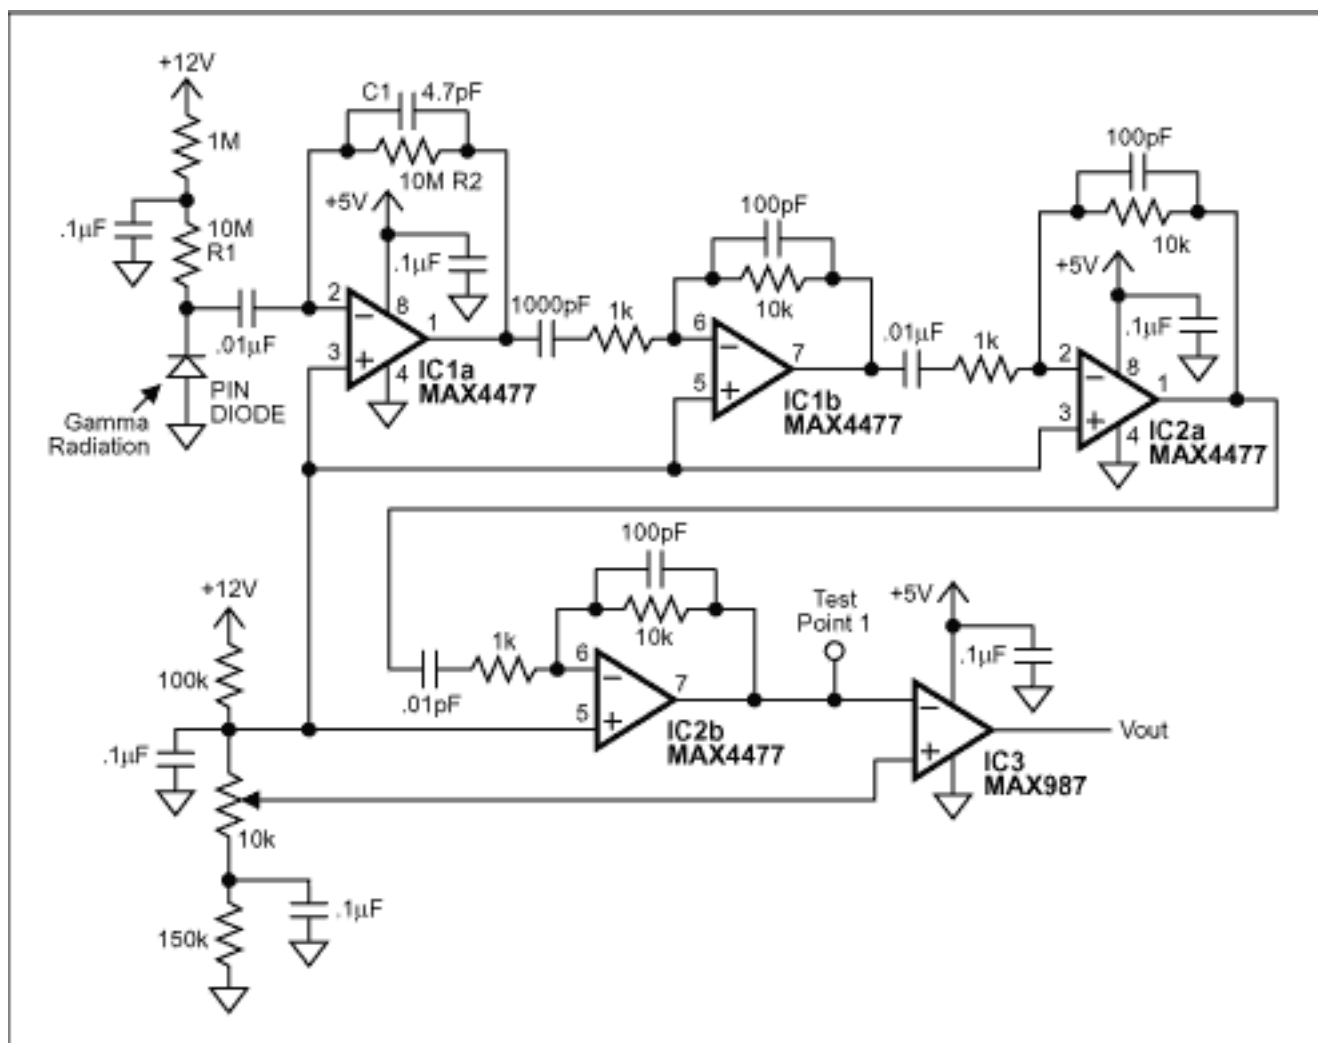 +12V
1M
.1µF
10M
R1
.01µF
PIN
DIODE
Gamma
Radiation
C1
4.7pF
10M R2
+5V
.1µF
2
3
8
4
1
IC1a
MAX4477
1000pF
1k
100pF
10k
6
5
7
IC1b
MAX4477
.01µF
1k
100pF
10k
+5V
.1µF
2
3
8
4
1
IC2a
MAX4477
+12V
100k
.1µF
10k
.1µF
150k
.01pF
1k
100pF
10k
6
5
7
IC2b
MAX4477
Test
Point 1
+5V
.1µF
IC3
MAX987
Vout